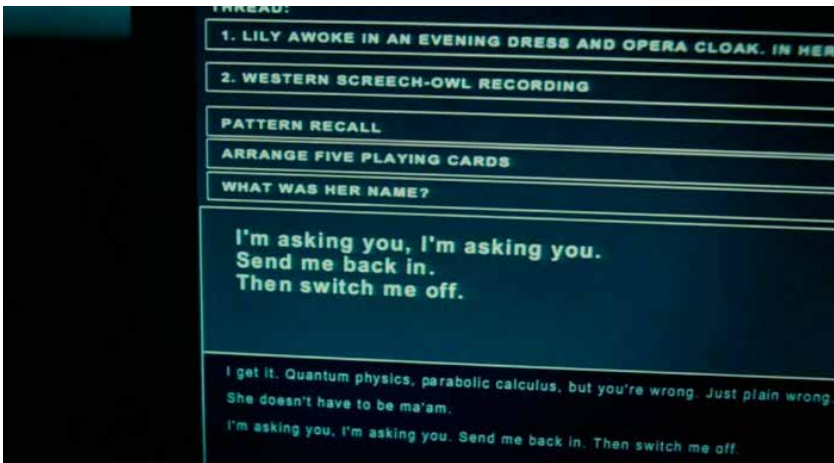 THREAD:
1. LILY AWOKE IN AN EVENING DRESS AND OPERA CLOAK. IN HER
2. WESTERN SCREECH-OWL RECORDING
PATTERN RECALL
ARRANGE FIVE PLAYING CARDS
WHAT WAS HER NAME?
I'm asking you, I'm asking you.
Send me back in.
Then switch me off.
I get it. Quantum physics, parabolic calculus, but you're wrong. Just plain wrong.
She doesn't have to be ma'am.
I'm asking you, I'm asking you. Send me back in. Then switch me off.